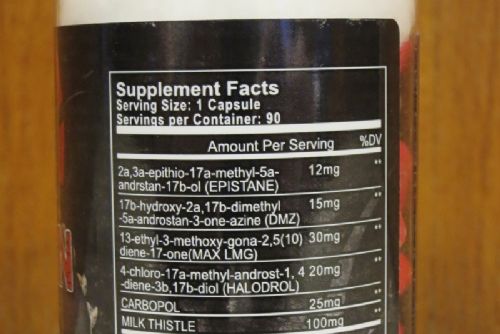 Supplement Facts
Serving Size: 1 Capsule
Servings per Container: 90
Amount Per Serving %DV
2a,3a-epithio-17a-methyl-5a- 12mg **
andrstan-17b-ol (EPISTANE)
17b-hydroxy-2a,17b-dimethyl 15mg **
-5a-androstan-3-one-azine (DMZ)
13-ethyl-3-methoxy-gona-2,5(10) 30mg **
diene-17-one(MAX LMG)
4-chloro-17a-methyl-androst-1, 4 20mg **
-diene-3b,17b-diol (HALODROL)
CARBOPOL 25mg **
MILK THISTLE 100mg **